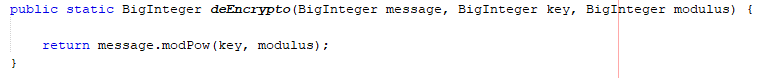 public static BigInteger deEncrypto(BigInteger message, BigInteger key, BigInteger modulus) {
return message.modPow(key, modulus);
}